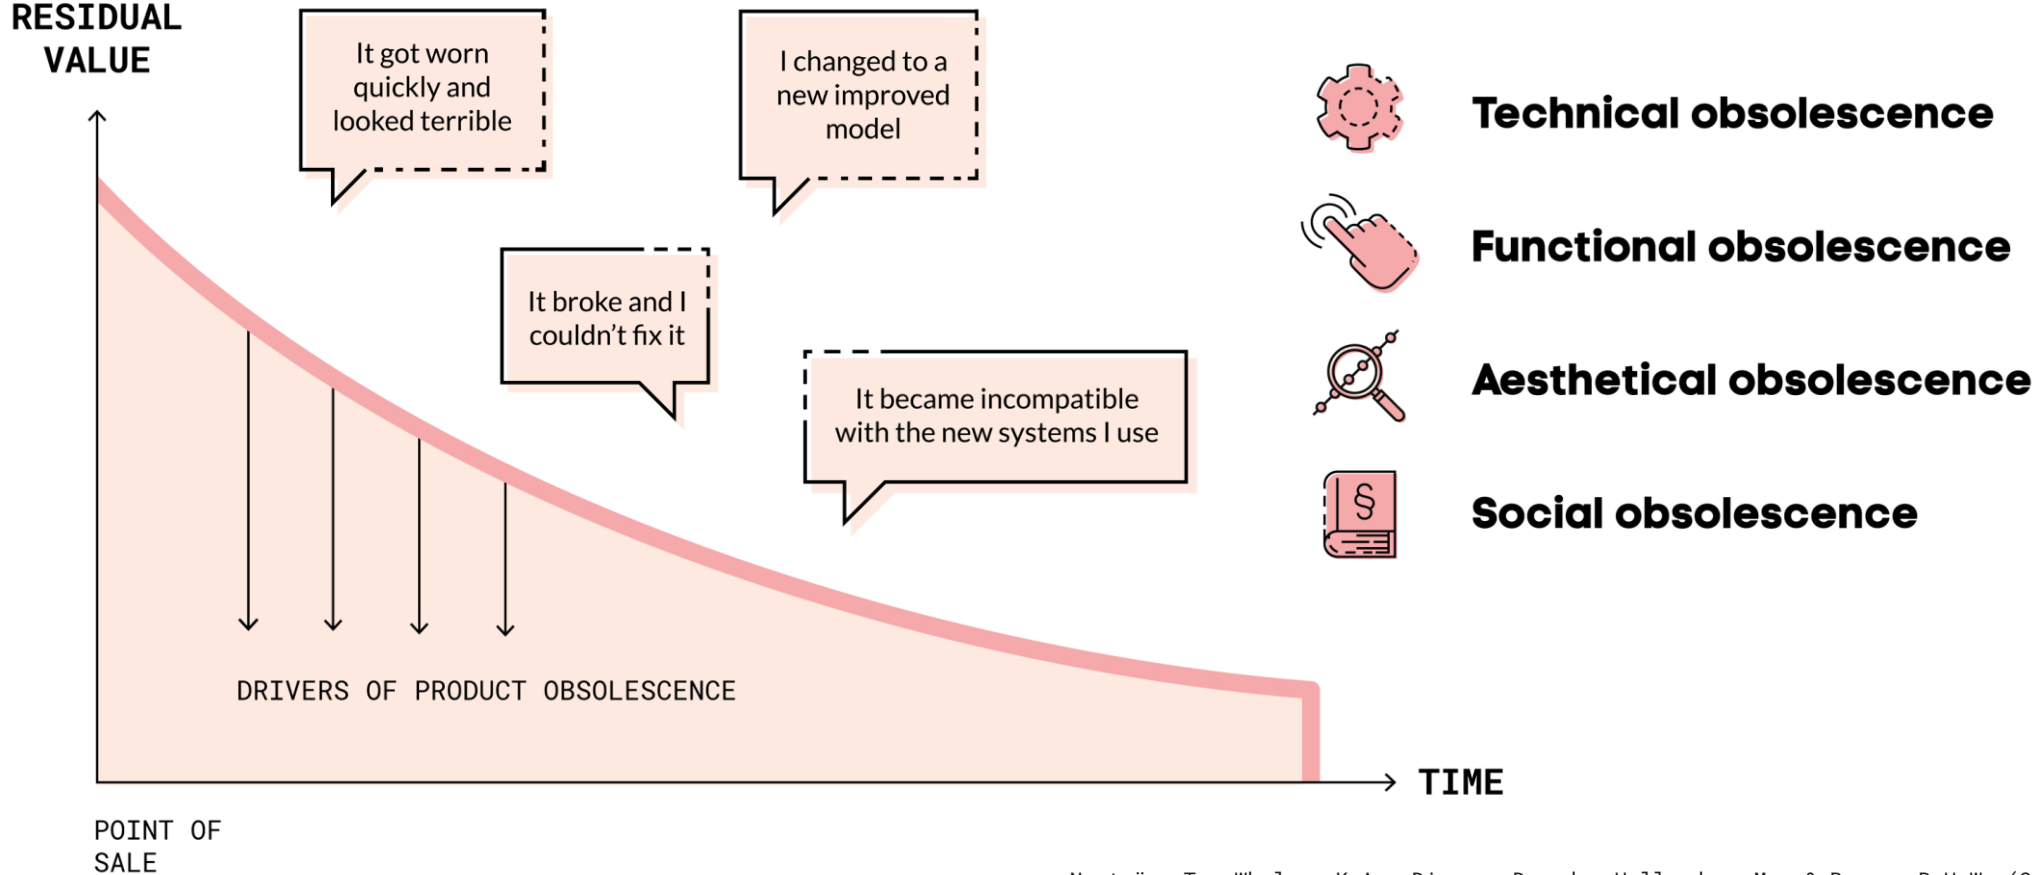 RESIDUAL
VALUE
It got worn
quickly and
looked terrible
I changed to a
new improved
model
It broke and I
couldn't fix it
It became incompatible
with the new systems I use
Technical obsolescence
Functional obsolescence
Aesthetical obsolescence
§
Social obsolescence
DRIVERS OF PRODUCT OBSOLESCENCE
TIME
POINT OF
SALE